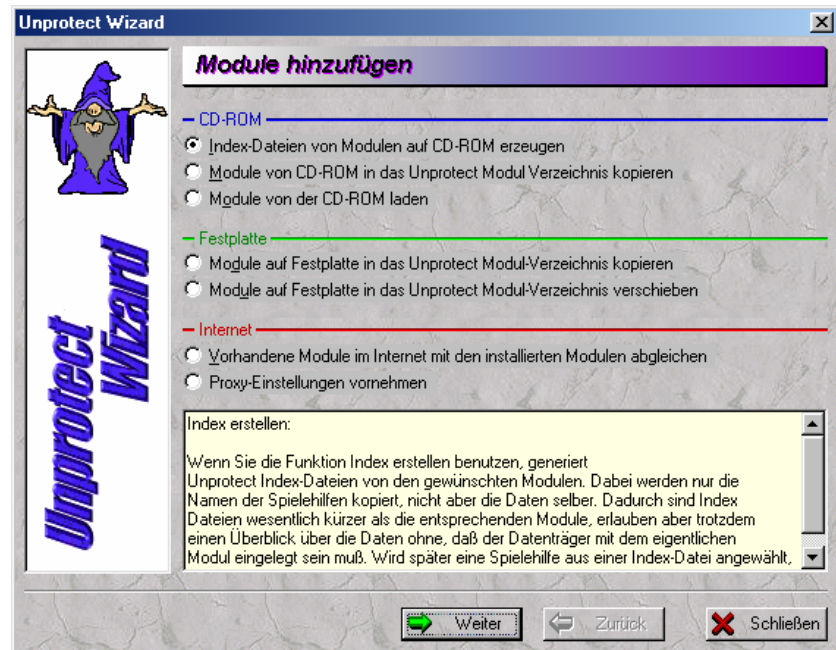 Unprotect Wizard
Module hinzufügen
CD-ROM
Index-Dateien von Modulen auf CD-ROM erzeugen
Module von CD-ROM in das Unprotect Modul Verzeichnis kopieren
Module von der CD-ROM laden
Festplatte
Module auf Festplatte in das Unprotect Modul-Verzeichnis kopieren
Module auf Festplatte in das Unprotect Modul-Verzeichnis verschieben
Internet
Vorhandene Module im Internet mit den installierten Modulen abgleichen
Proxy-Einstellungen vornehmen
Unprotect
Wizard
Index erstellen:
Wenn Sie die Funktion Index erstellen benutzen, generiert
Unprotect Index-Dateien von den gewünschten Modulen. Dabei werden nur die
Namen der Spielehilfen kopiert, nicht aber die Daten selber. Dadurch sind Index
Dateien wesentlich kürzer als die entsprechenden Module, erlauben aber trotzdem
einen Überblick über die Daten ohne, daß der Datenträger mit dem eigentlichen
Modul eingelegt sein muß. Wird später eine Spielehilfe aus einer Index-Datei angewählt,
Weiter
Zurück
Schließen